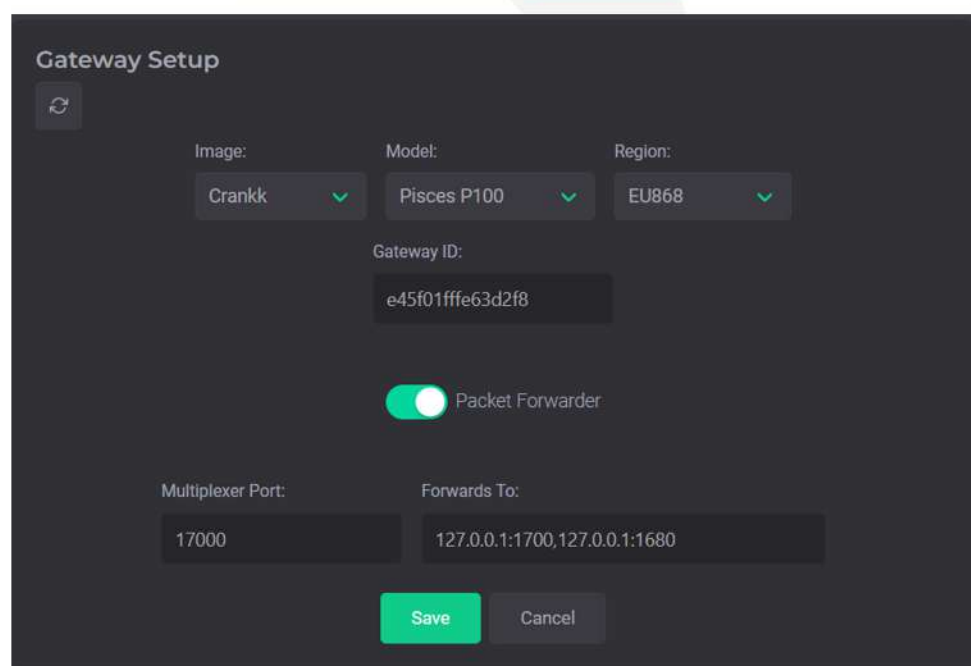 Gateway Setup
Image: Model: Region:
Crankk Pisces P100 EU868
Gateway ID:
e45f01fffe63d2f8
Packet Forwarder
Multiplexer Port: Forwards To:
17000 127.0.0.1:1700,127.0.0.1:1680
Save Cancel